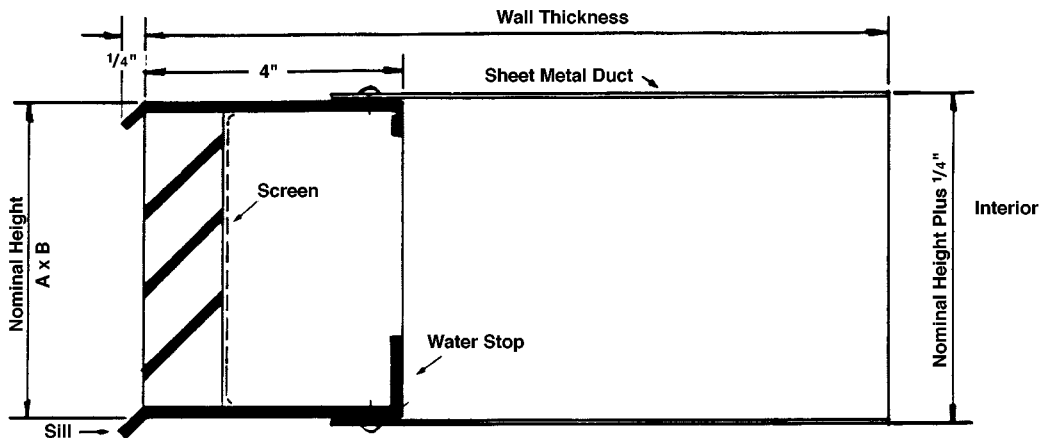 Wall Thickness
1/4"
4"
Sheet Metal Duct
Screen
Nominal Height
A x B
Nominal Height Plus 1/4"
Interior
Water Stop
Sill